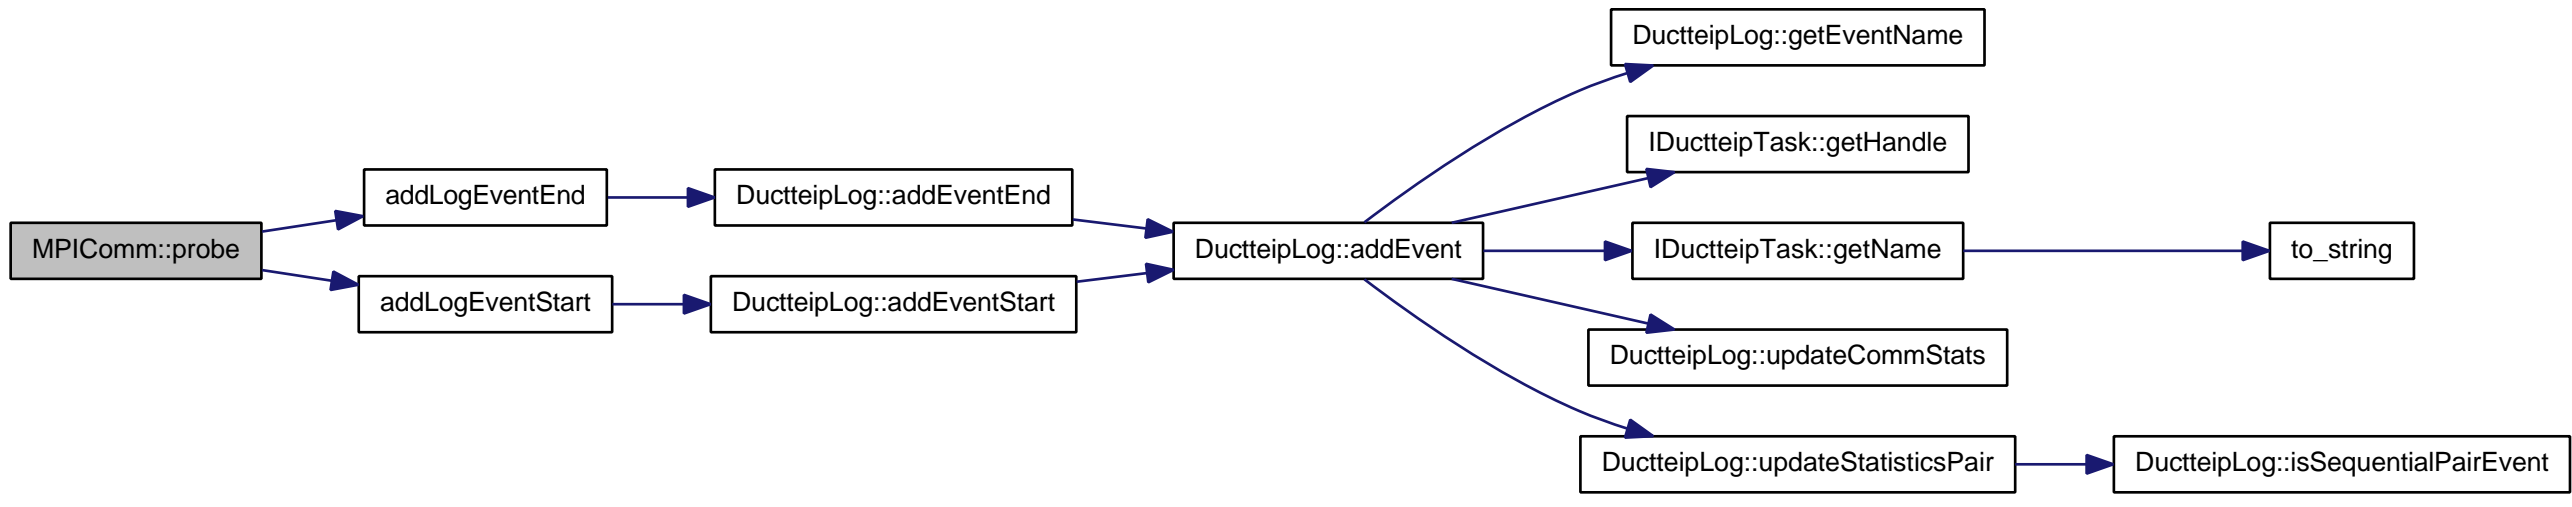 MPIComm::probe
addLogEventEnd
addLogEventStart
DuctteipLog::addEventEnd
DuctteipLog::addEventStart
DuctteipLog::addEvent
DuctteipLog::getEventName
IDuctteipTask::getHandle
IDuctteipTask::getName
DuctteipLog::updateCommStats
DuctteipLog::updateStatisticsPair
to_string
DuctteipLog::isSequentialPairEvent